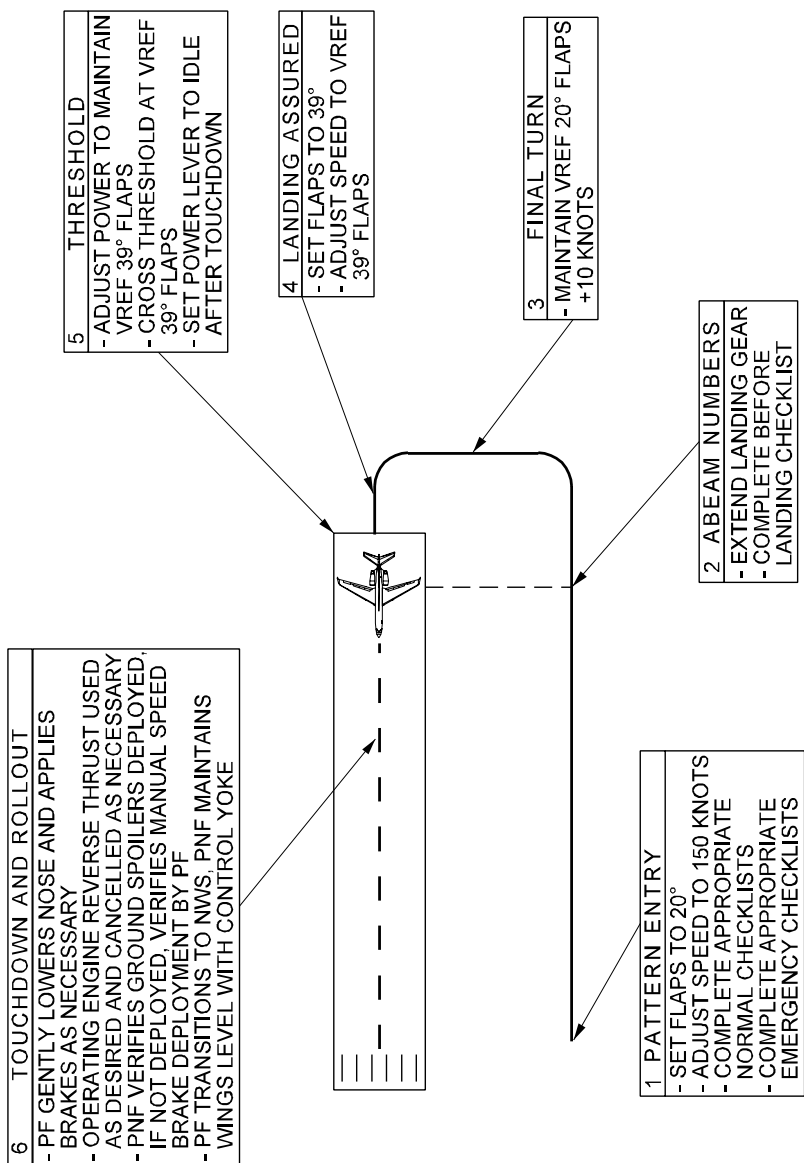 6 TOUCHDOWN AND ROLLOUT
- PF GENTLY LOWERS NOSE AND APPLIES
BRAKES AS NECESSARY
- OPERATING ENGINE REVERSE THRUST USED
AS DESIRED AND CANCELLED AS NECESSARY
- PNF VERIFIES GROUND SPOILERS DEPLOYED,
IF NOT DEPLOYED, VERIFIES MANUAL SPEED
BRAKE DEPLOYMENT BY PF
- PF TRANSITIONS TO NWS, PNF MAINTAINS
WINGS LEVEL WITH CONTROL YOKE
5 THRESHOLD
- ADJUST POWER TO MAINTAIN
VREF 39° FLAPS
- CROSS THRESHOLD AT VREF
39° FLAPS
- SET POWER LEVER TO IDLE
AFTER TOUCHDOWN
4 LANDING ASSURED
- SET FLAPS TO 39°
- ADJUST SPEED TO VREF
39° FLAPS
3 FINAL TURN
- MAINTAIN VREF 20° FLAPS
+10 KNOTS
2 ABEAM NUMBERS
- EXTEND LANDING GEAR
- COMPLETE BEFORE
LANDING CHECKLIST
1 PATTERN ENTRY
- SET FLAPS TO 20°
- ADJUST SPEED TO 150 KNOTS
- COMPLETE APPROPRIATE
NORMAL CHECKLISTS
- COMPLETE APPROPRIATE
EMERGENCY CHECKLISTS